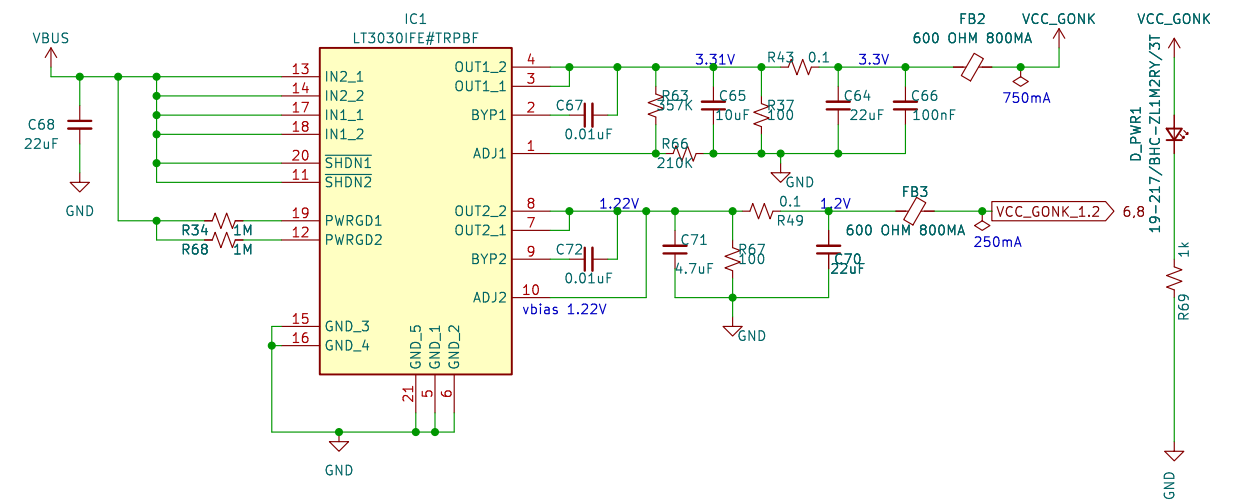 IC1
LT3030IFE#TRPBF
VBUS
C68
22uF
GND
13
14
17
18
20
11
19
12
15
16
IN2_1
IN2_2
IN1_1
IN1_2
SHDN1
SHDN2
PWRGD1
PWRGD2
GND_3
GND_4
R34
1M
R68
1M
GND_5
GND_1
GND_2
21
5
6
GND
OUT1_2
OUT1_1
BYP1
ADJ1
OUT2_2
OUT2_1
BYP2
ADJ2
4
3
2
1
8
7
9
10
C67
0.01uF
R63
357K
R66
210K
3.31V
C65
10uF
R37
100
R43
0.1
3.3V
C64
22uF
C66
100nF
GND
FB2
600 OHM 800MA
VCC_GONK
750mA
1.22V
C72
0.01uF
vbias 1.22V
C71
4.7uF
R67
100
0.1
R49
1.2V
C70
22uF
GND
FB3
600 OHM 800MA
250mA
VCC_GONK_1.2
6,8
VCC_GONK
D_PWR1
19-217/BHC-ZL1M2RY/3T
1k
R69
GND